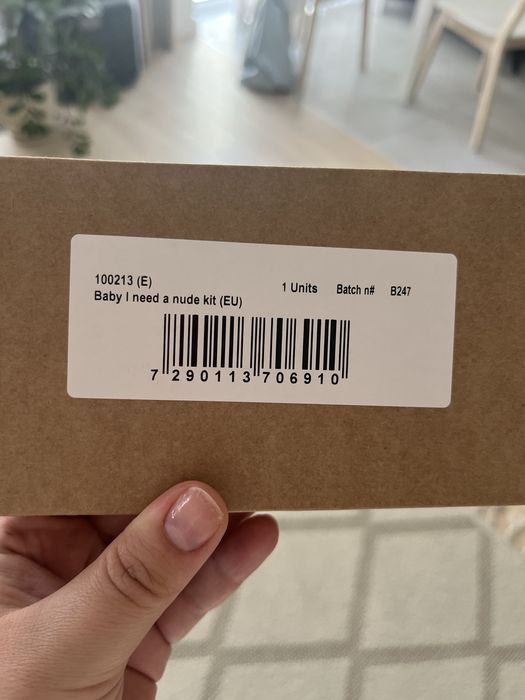 100213 (E)
1 Units Batch n# B247
Baby I need a nude kit (EU)
7 290113 706910